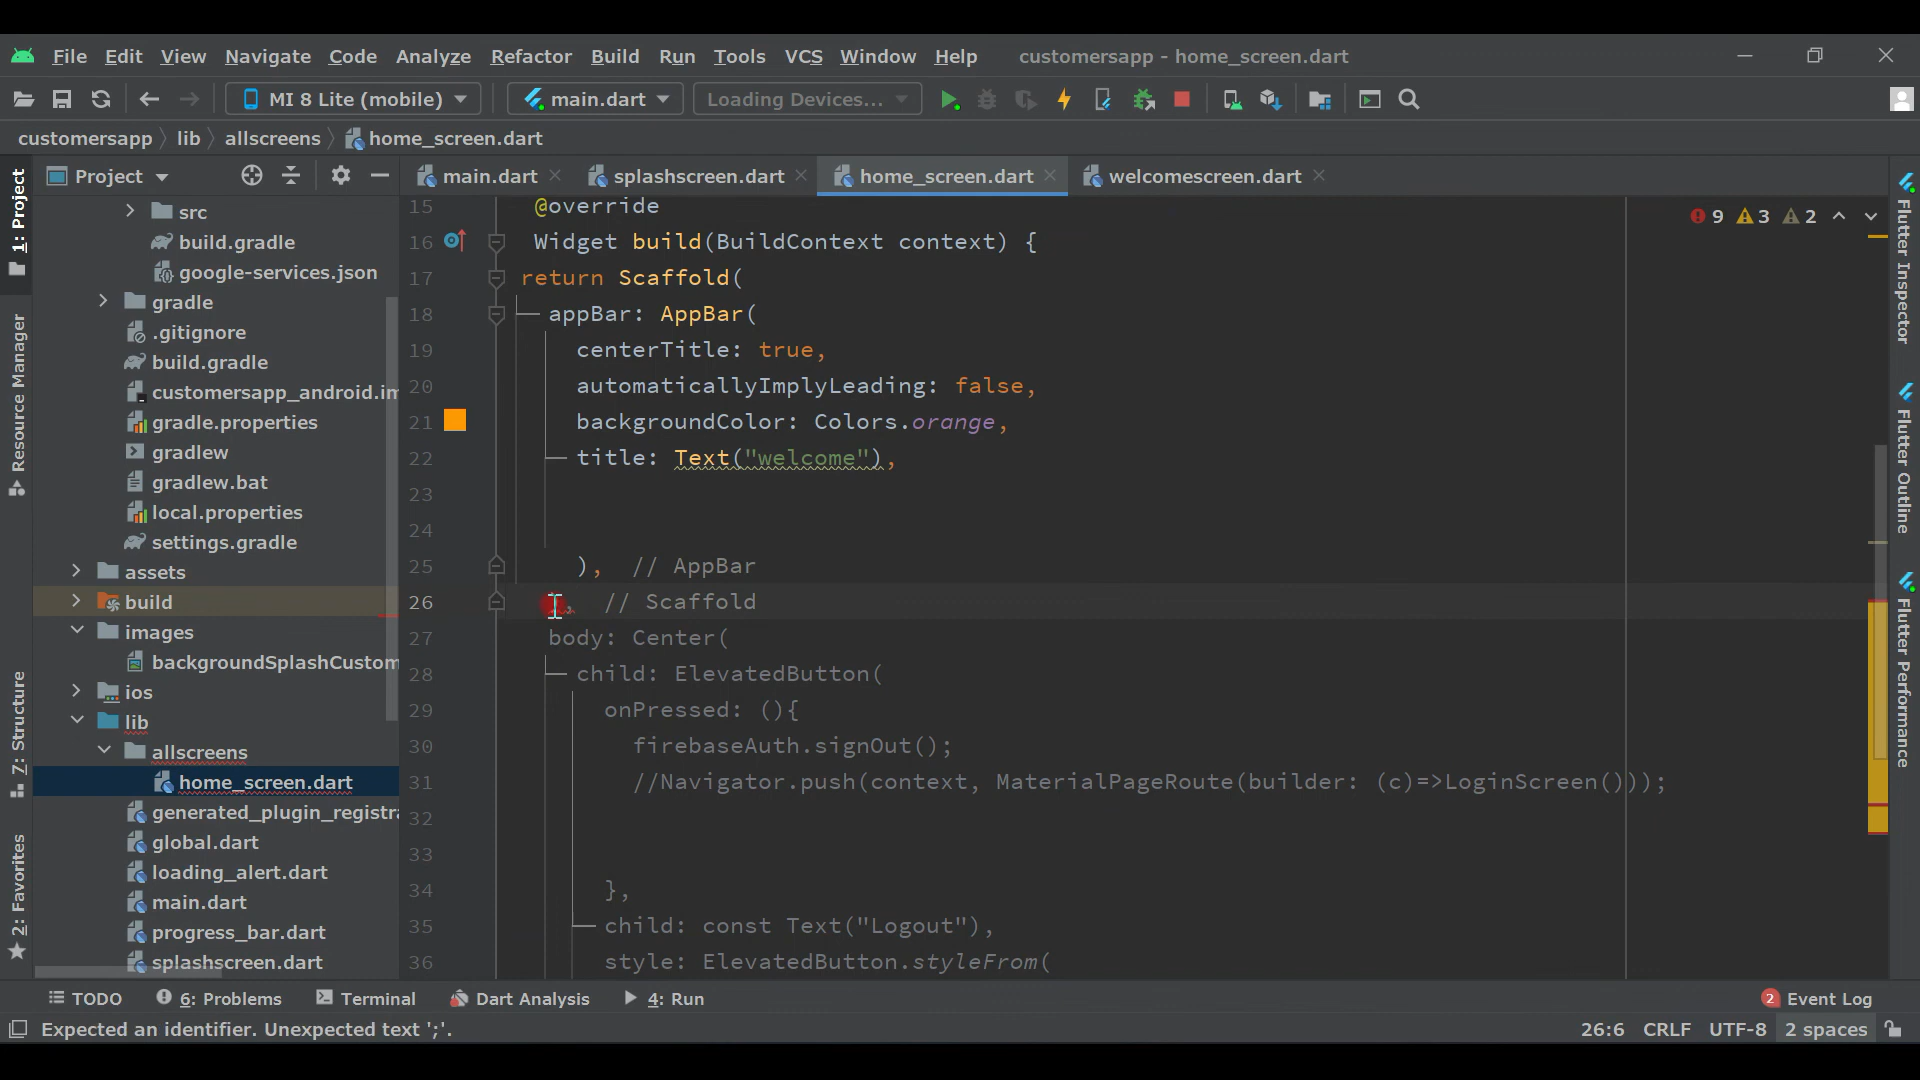 File Edit View Navigate Code Analyze Refactor Build Run Tools VCS Window Help customersapp - home_screen.dart
MI 8 Lite (mobile) main.dart Loading Devices...
customersapp lib allscreens home_screen.dart
1: Project
Resource Manager
Z: Structure
2: Favorites
Project
src
build.gradle
google-services.json
gradle
.gitignore
build.gradle
customersapp_android.im
gradle.properties
gradlew
gradlew.bat
local.properties
settings.gradle
assets
build
images
backgroundSplashCustom
ios
lib
allscreens
home_screen.dart
generated_plugin_registra
global.dart
loading_alert.dart
main.dart
progress_bar.dart
splashscreen.dart
main.dart splashscreen.dart home_screen.dart welcomescreen.dart
9 3 2
15 @override
16 Widget build(BuildContext context) {
17 return Scaffold(
18 appBar: AppBar(
19 centerTitle: true,
20 automaticallyImplyLeading: false,
21 backgroundColor: Colors.orange,
22 title: Text("welcome"),
23
24
25 ), // AppBar
26 // Scaffold
27 body: Center(
28 child: ElevatedButton(
29 onPressed: (){
30 firebaseAuth.signOut();
31 //Navigator.push(context, MaterialPageRoute(builder: (c)=>LoginScreen()));
32
33
34 },
35 child: const Text("Logout"),
36 style: ElevatedButton.styleFrom(
Flutter Inspector
Flutter Outline
Flutter Performance
TODO 6: Problems Terminal Dart Analysis 4: Run 2 Event Log
Expected an identifier. Unexpected text ';'. 26:6 CRLF UTF-8 2 spaces